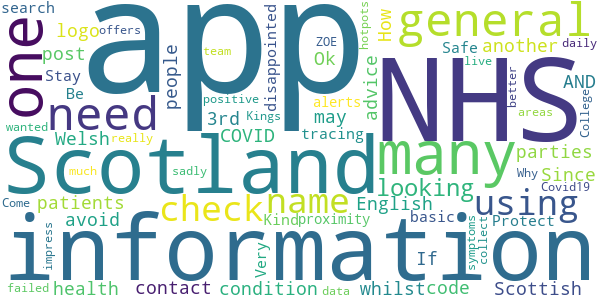 search
offers
logo
post
Stay
Be
one
need
people
app
team
ZOE
positive
Kings
3rd
disappointed
Ok
alerts
may
tracing
COVID
hotpots
How
advice
general
another
daily
Safe
AND
live
NHS
better
areas
College
wanted
really
Welsh
Scotland
much
sadly
many
looking
parties
Since
Why
Covid19
using
Come
patients
avoid
check
name
English
Kind
proximity
basic
Protect
If
information
impress
Very
symptoms
collect
Scottish
failed
health
contact
condition
data
whilst
code